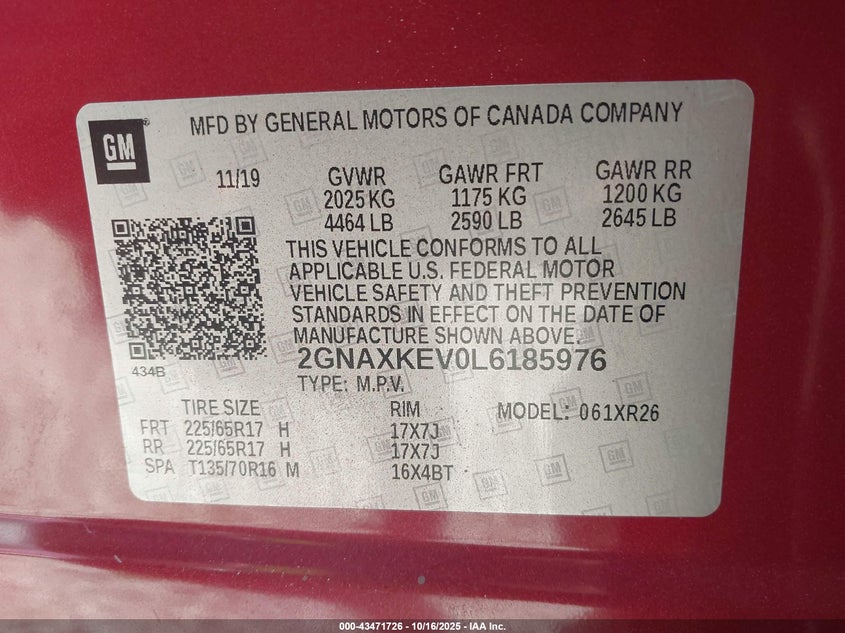 GM
MFD BY GENERAL MOTORS OF CANADA COMPANY
11/19 GVWR GAWR FRT GAWR RR
2025 KG 1175 KG 1200 KG
4464 LB 2590 LB 2645 LB
THIS VEHICLE CONFORMS TO ALL
APPLICABLE U.S. FEDERAL MOTOR
VEHICLE SAFETY AND THEFT PREVENTION
STANDARDS IN EFFECT ON THE DATE OF
MANUFACTURE SHOWN ABOVE.
434B
2GNAXKEV0L6185976
TYPE: M.P.V.
TIRE SIZE RIM MODEL: 061XR26
FRT 225/65R17 H 17X7J
RR 225/65R17 H 17X7J
SPA T135/70R16 M 16X4BT
000-43471726 - 10/16/2025 - IAA Inc.